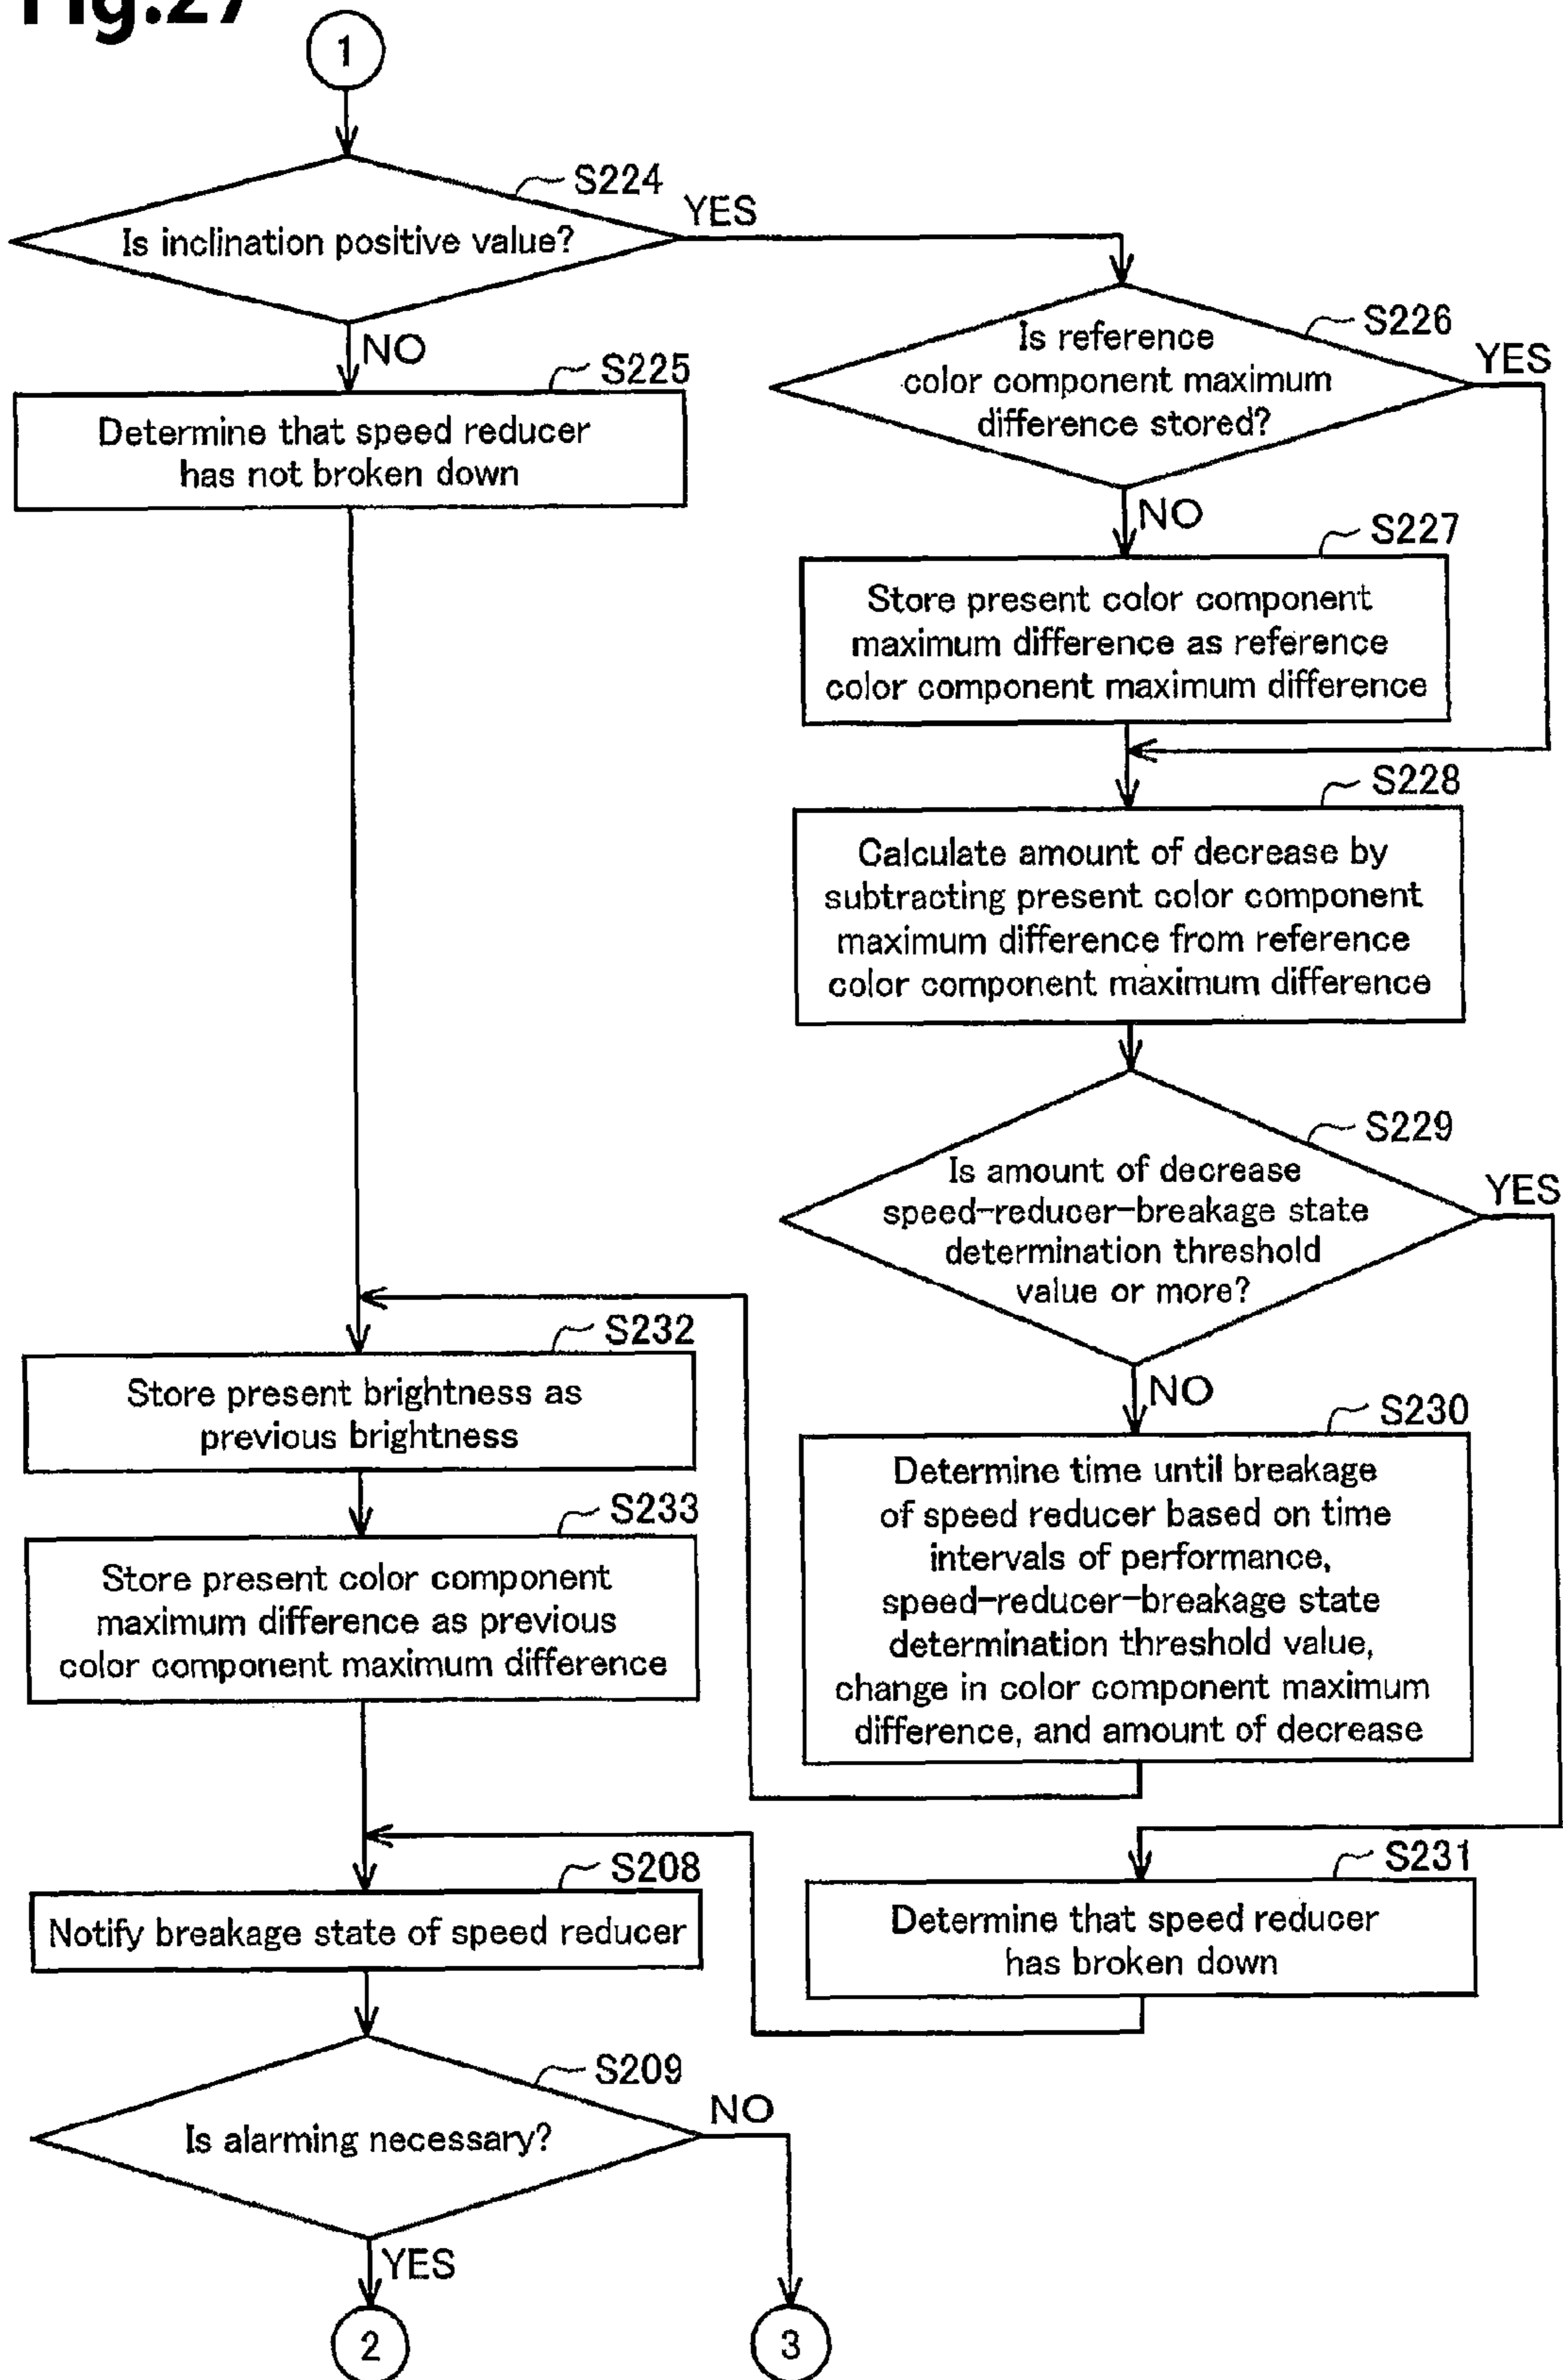 Fig.27
1
S224
Is inclination positive value?
YES
NO
S225
Determine that speed reducer
has not broken down
S226
Is reference
color component maximum
difference stored?
YES
NO
S227
Store present color component
maximum difference as reference
color component maximum difference
S228
Calculate amount of decrease by
subtracting present color component
maximum difference from reference
color component maximum difference
S229
Is amount of decrease
speed-reducer-breakage state
determination threshold
value or more?
YES
NO
S230
Determine time until breakage
of speed reducer based on time
intervals of performance,
speed-reducer-breakage state
determination threshold value,
change in color component maximum
difference, and amount of decrease
S231
Determine that speed reducer
has broken down
S232
Store present brightness as
previous brightness
S233
Store present color component
maximum difference as previous
color component maximum difference
S208
Notify breakage state of speed reducer
S209
Is alarming necessary?
NO
YES
2
3